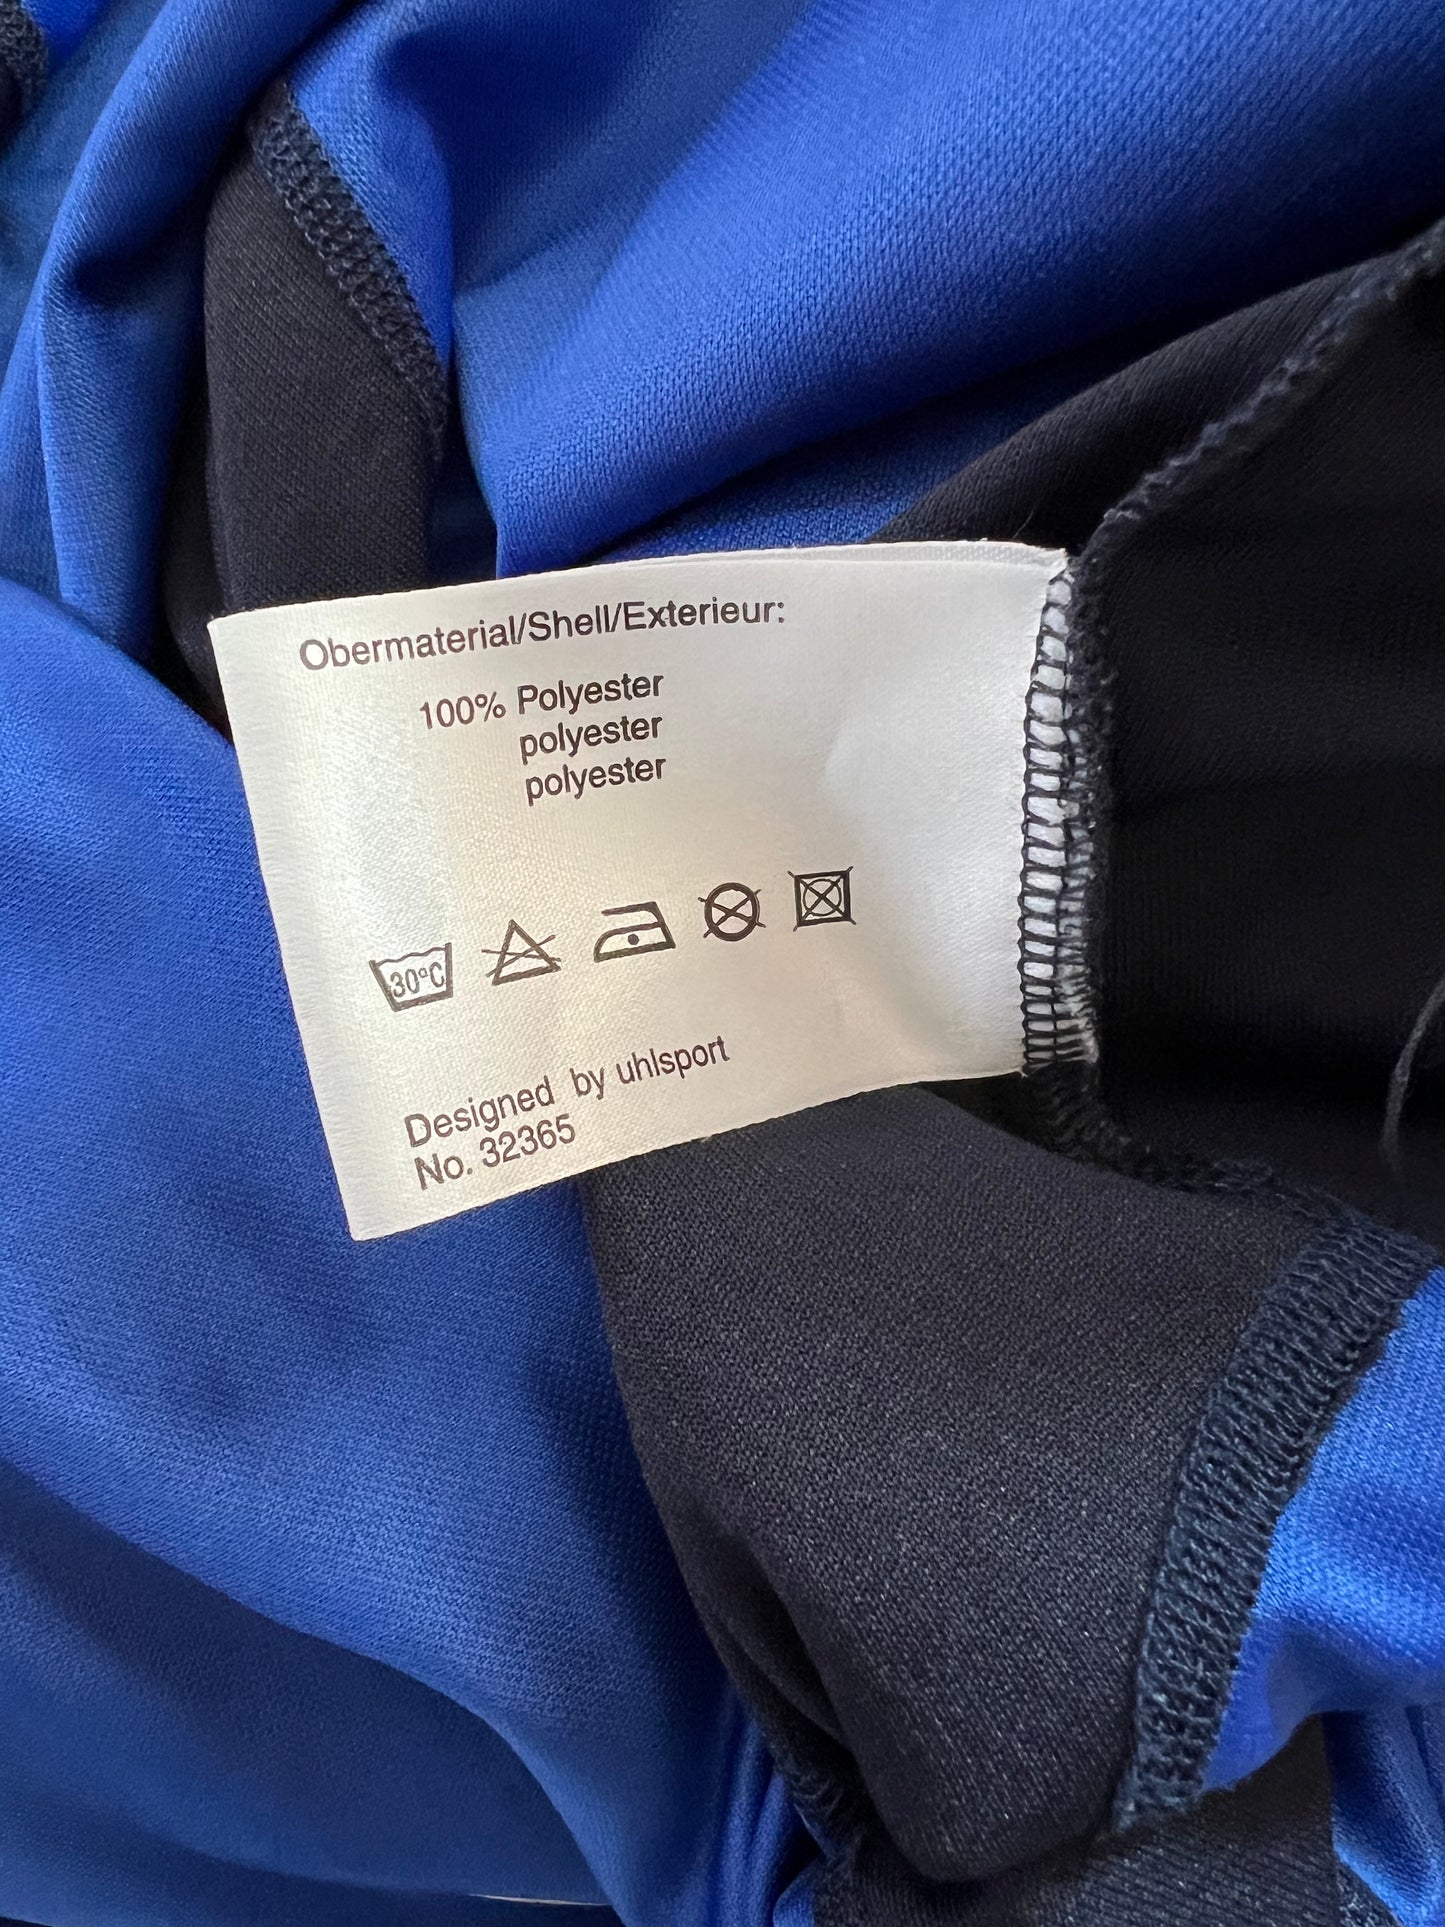 Obermaterial/Shell/Exterieur:
100% Polyester
polyester
polyester
30°C
Designed by uhlsport
No. 32365